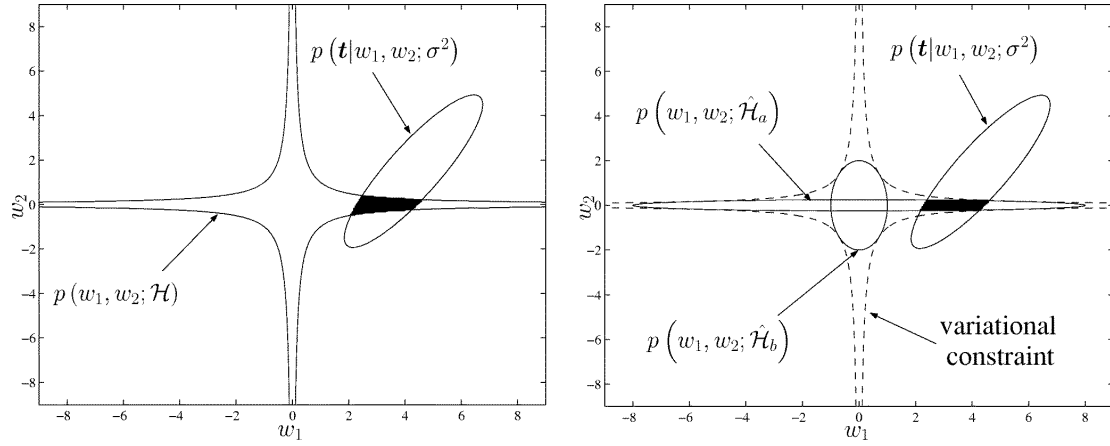 8
6
4
2
0
-2
-4
-6
-8
w₂
-8 -6 -4 -2 0 2 4 6 8
w₁
p (t|w₁, w₂; σ²)
p (w₁, w₂; ℋ)
8
6
4
2
0
-2
-4
-6
-8
w₂
-8 -6 -4 -2 0 2 4 6 8
w₁
p (t|w₁, w₂; σ²)
p (w₁, w₂; ℋ̂ₐ)
p (w₁, w₂; ℋ̂_b)
variational
constraint